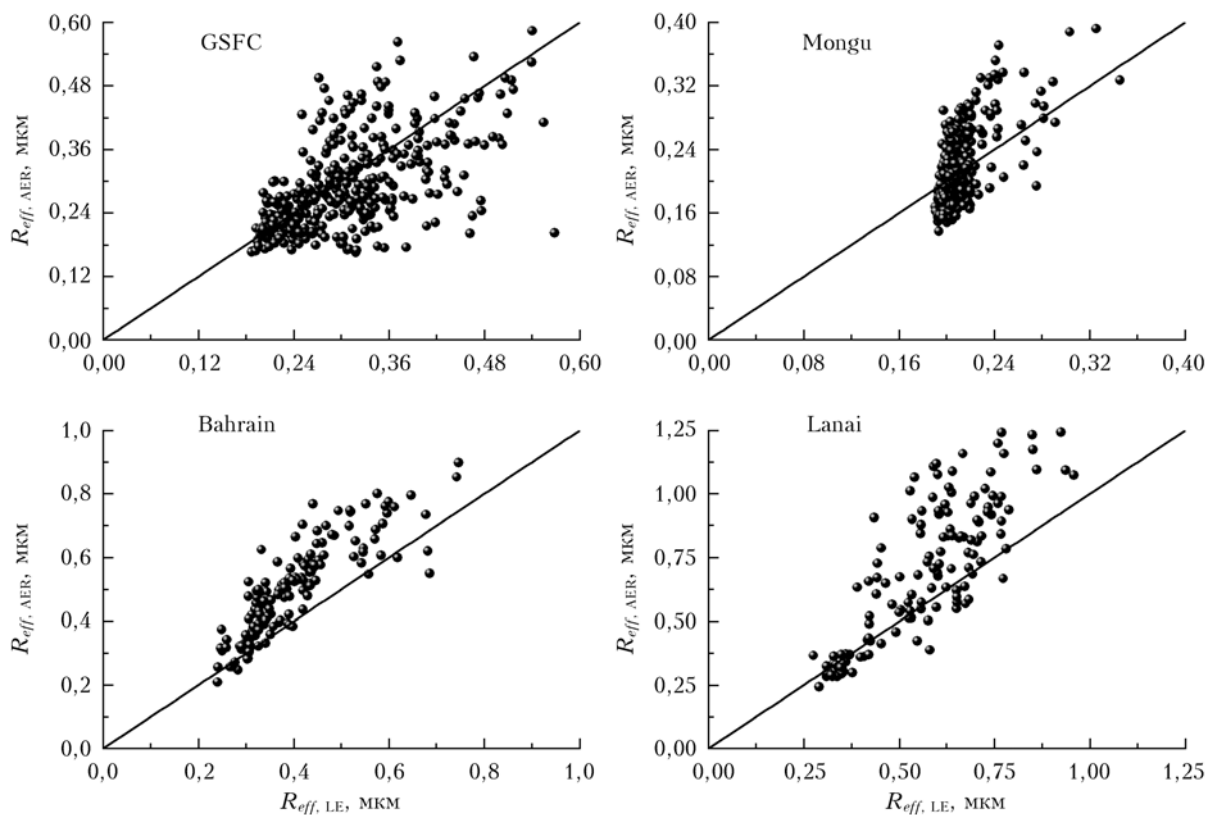 GSFC
R_eff, AER, мкм
0,60
0,48
0,36
0,24
0,12
0,00
0,00 0,12 0,24 0,36 0,48 0,60
Mongu
R_eff, AER, мкм
0,40
0,32
0,24
0,16
0,08
0,00
0,00 0,08 0,16 0,24 0,32 0,40
Bahrain
R_eff, AER, мкм
1,0
0,8
0,6
0,4
0,2
0,0
0,0 0,2 0,4 0,6 0,8 1,0
R_eff, LE, мкм
Lanai
R_eff, AER, мкм
1,25
1,00
0,75
0,50
0,25
0,00
0,00 0,25 0,50 0,75 1,00 1,25
R_eff, LE, мкм